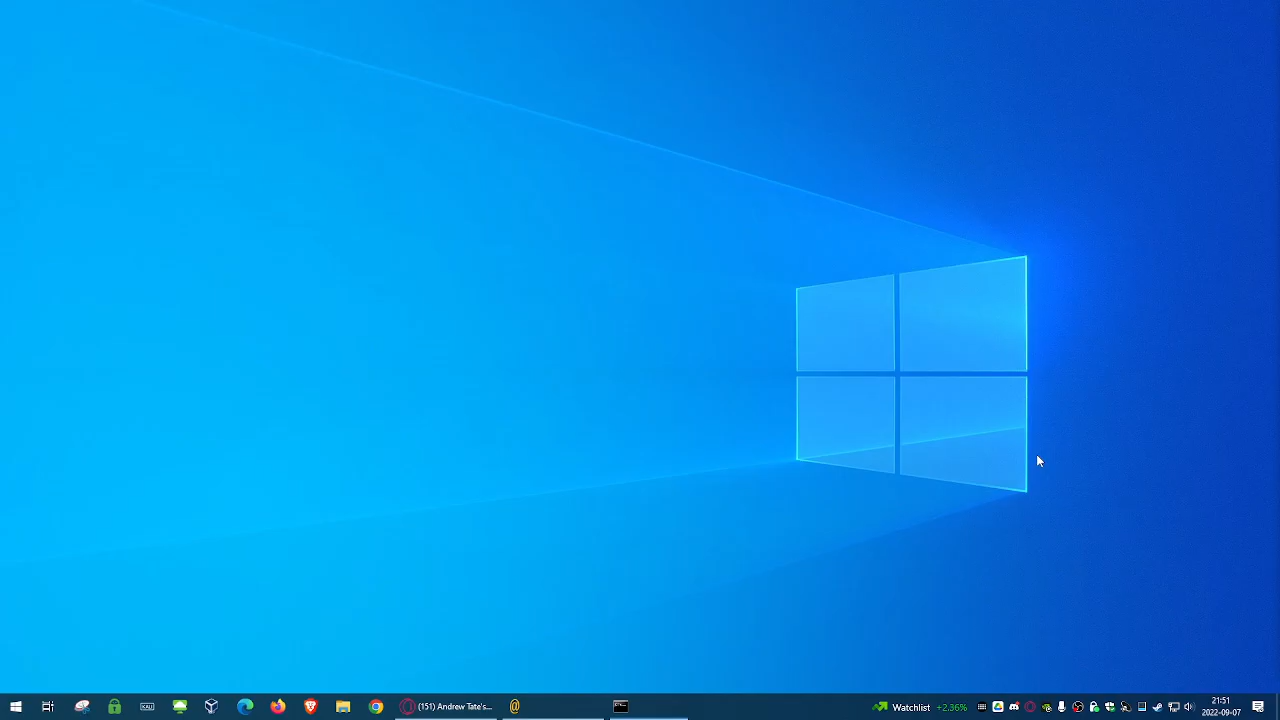 (151) Andrew Tate's...
Watchlist +2.36%
21:51
2022-09-07